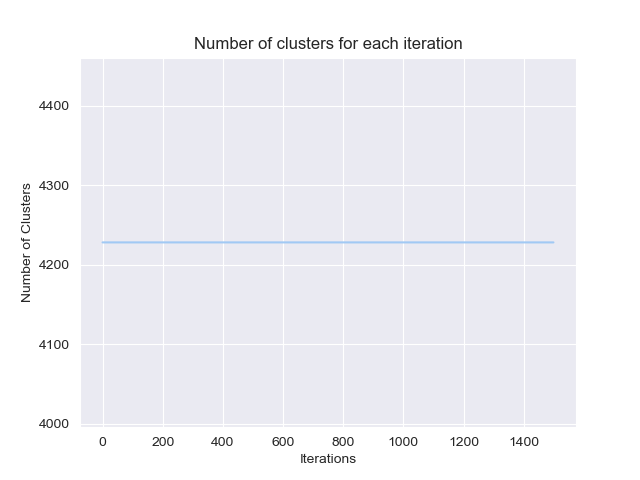 Number of clusters for each iteration
Number of Clusters
4400
4300
4200
4100
4000
0 200 400 600 800 1000 1200 1400
Iterations